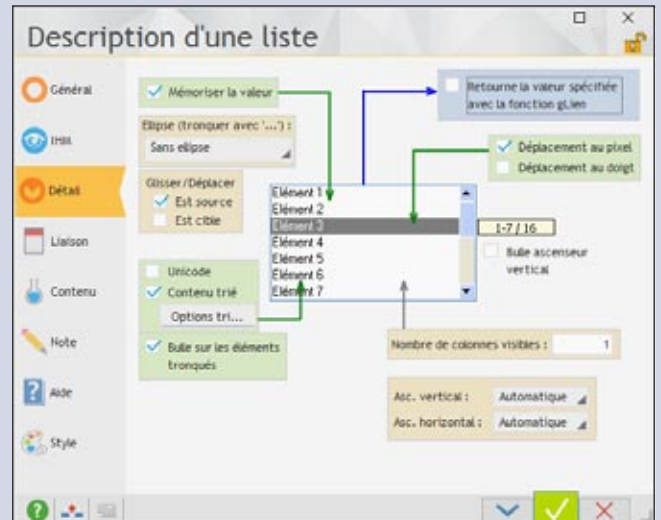 Description d'une liste
Général
IHM
Détail
Liaison
Contenu
Note
Aide
Style
Mémoriser la valeur
Ellipse (tronquer avec '...') :
Sans ellipse
Glisser/Déplacer
Est source
Est cible
Unicode
Contenu trié
Options tri...
Bulle sur les éléments
tronqués
Elément 1
Elément 2
Elément 3
Elément 4
Elément 5
Elément 6
Elément 7
Retourne la valeur spécifiée
avec la fonction gLien
Déplacement au pixel
Déplacement au doigt
1-7 / 16
Bulle ascenseur
vertical
Nombre de colonnes visibles :
1
Asc. vertical :
Automatique
Asc. horizontal :
Automatique
?